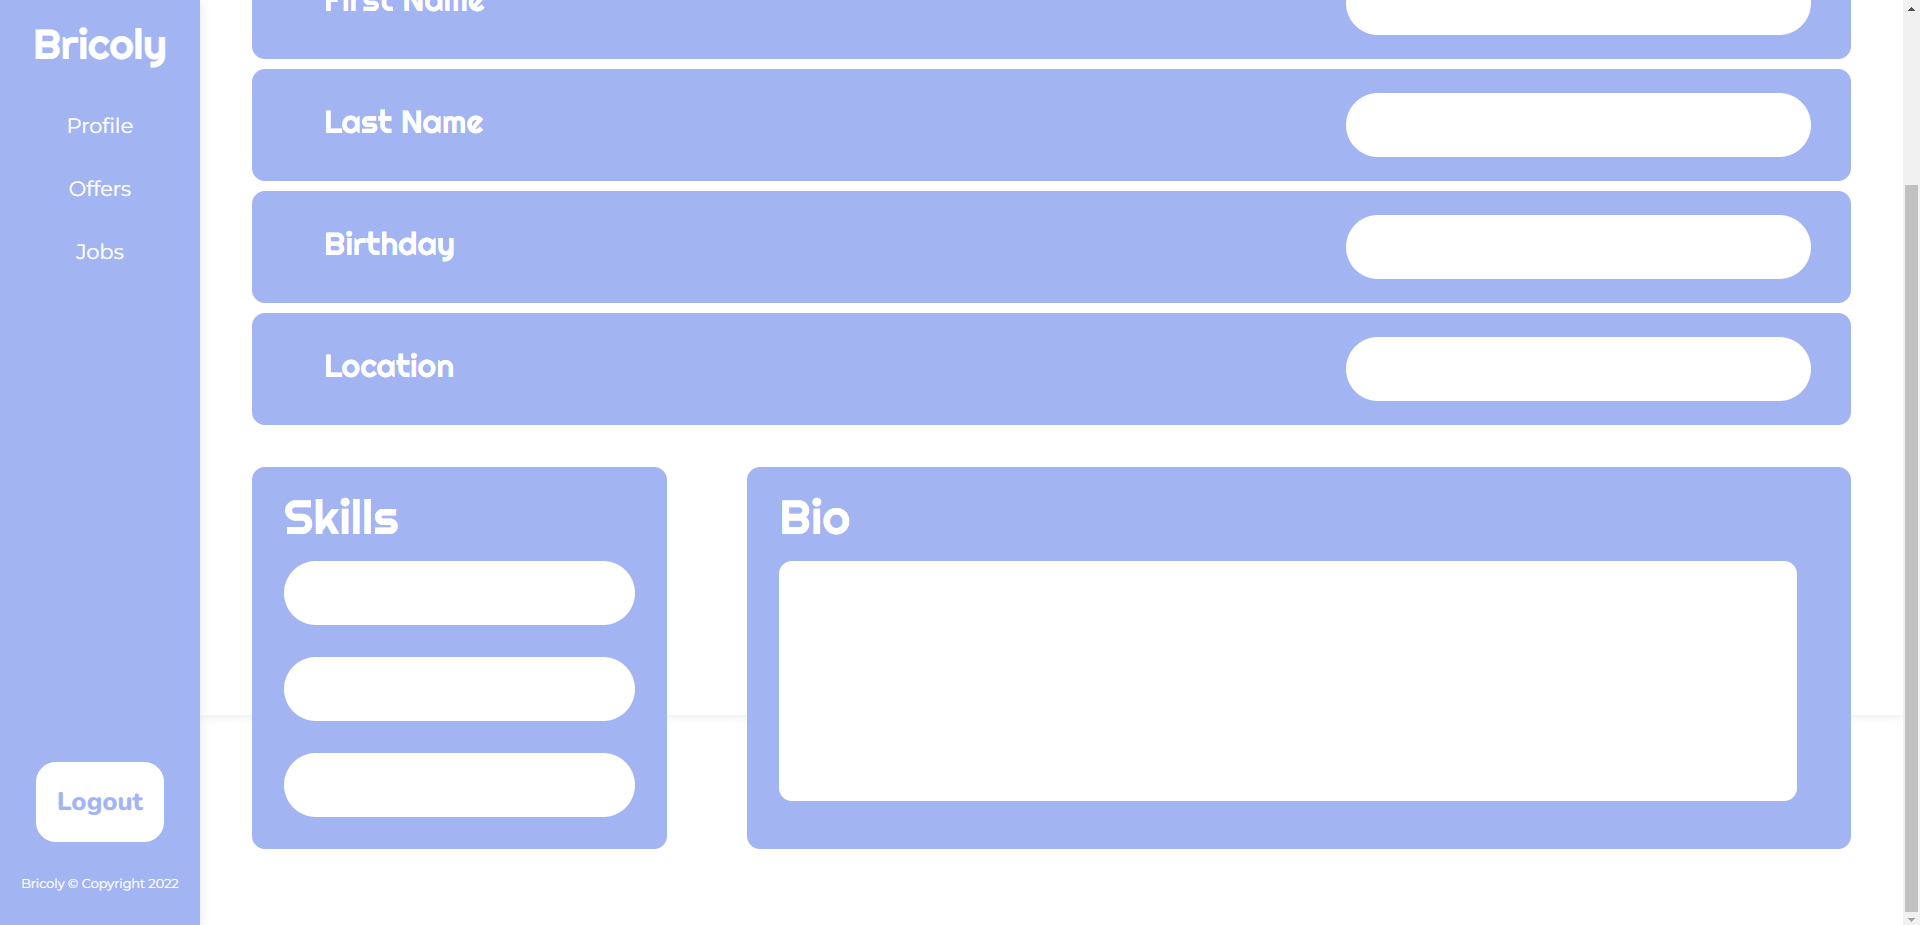 Bricoly
Profile
Offers
Jobs
Logout
Bricoly © Copyright 2022
First Name
Last Name
Birthday
Location
Skills
Bio